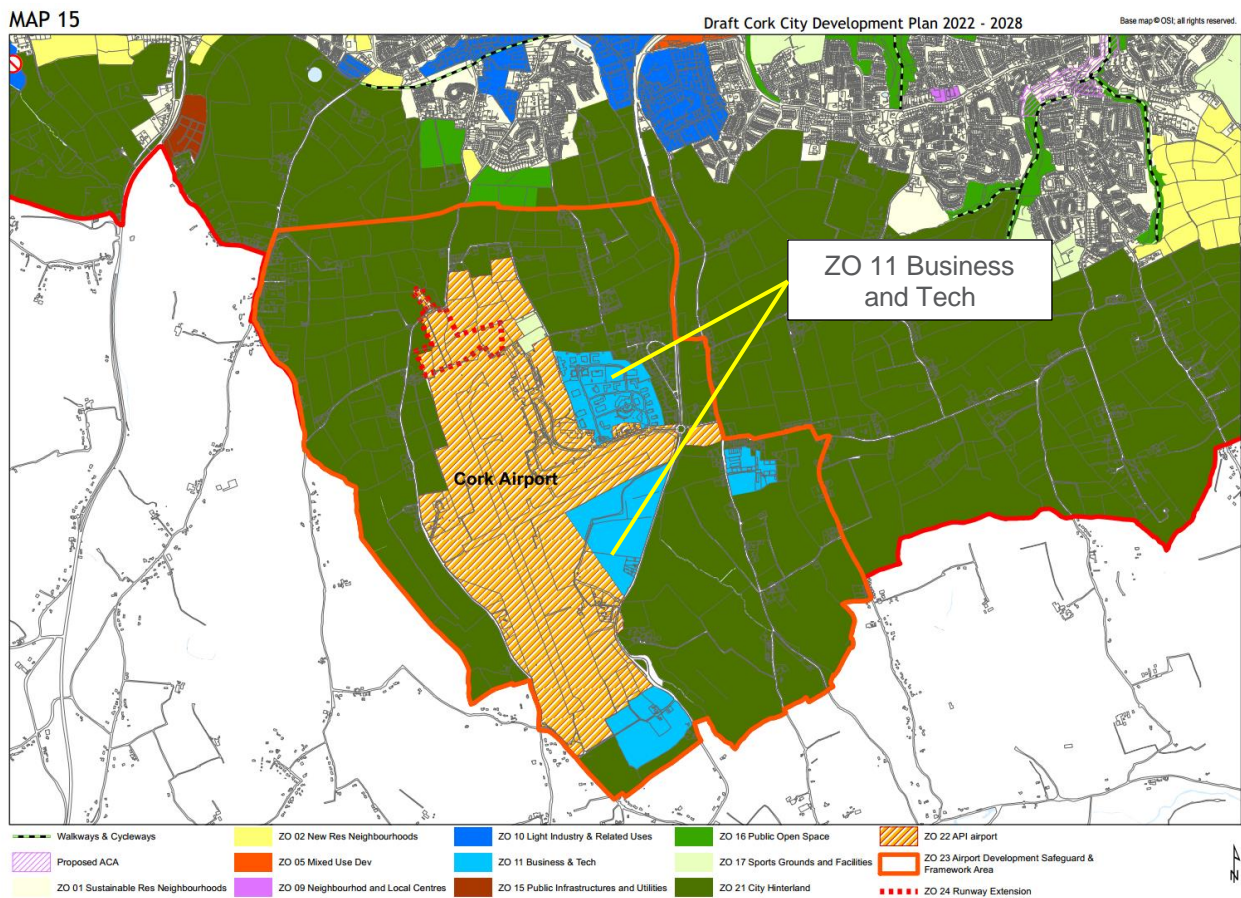 MAP 15
Draft Cork City Development Plan 2022 - 2028
Base map © OSI; all rights reserved.
ZO 11 Business
and Tech
Cork Airport
Walkways & Cycleways
Proposed ACA
ZO 01 Sustainable Res Neighbourhoods
ZO 02 New Res Neighbourhoods
ZO 05 Mixed Use Dev
ZO 09 Neighbourhod and Local Centres
ZO 10 Light Industry & Related Uses
ZO 11 Business & Tech
ZO 15 Public Infrastructures and Utilities
ZO 16 Public Open Space
ZO 17 Sports Grounds and Facilities
ZO 21 City Hinterland
ZO 22 API airport
ZO 23 Airport Development Safeguard &
Framework Area
ZO 24 Runway Extension
N